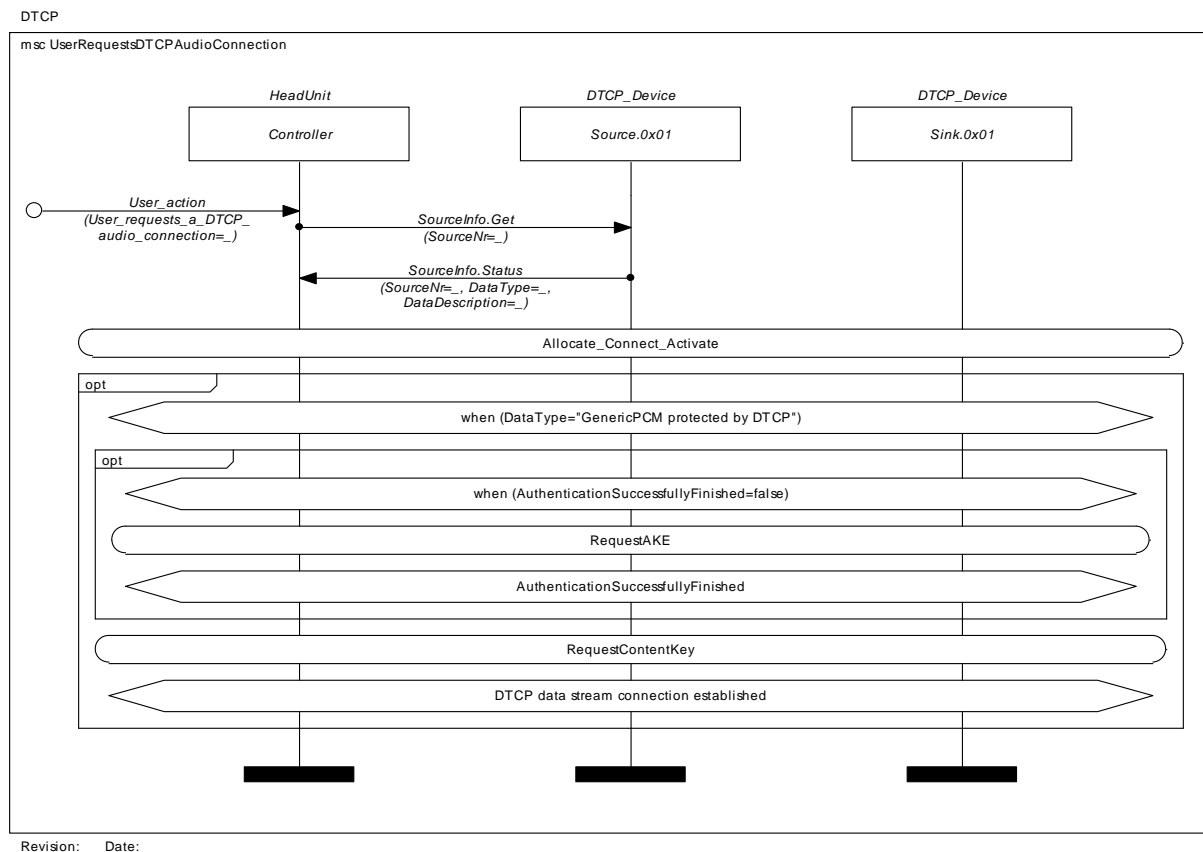 DTCP
msc UserRequestsDTCPAudioConnection
HeadUnit
DTCP_Device
DTCP_Device
Controller
Source.0x01
Sink.0x01
User_action
(User_requests_a_DTCP_
audio_connection=_)
SourceInfo.Get
(SourceNr=_)
SourceInfo.Status
(SourceNr=_, DataType=_,
DataDescription=_)
Allocate_Connect_Activate
opt
when (DataType="GenericPCM protected by DTCP")
opt
when (AuthenticationSuccessfullyFinished=false)
RequestAKE
AuthenticationSuccessfullyFinished
RequestContentKey
DTCP data stream connection established
Revision: Date: